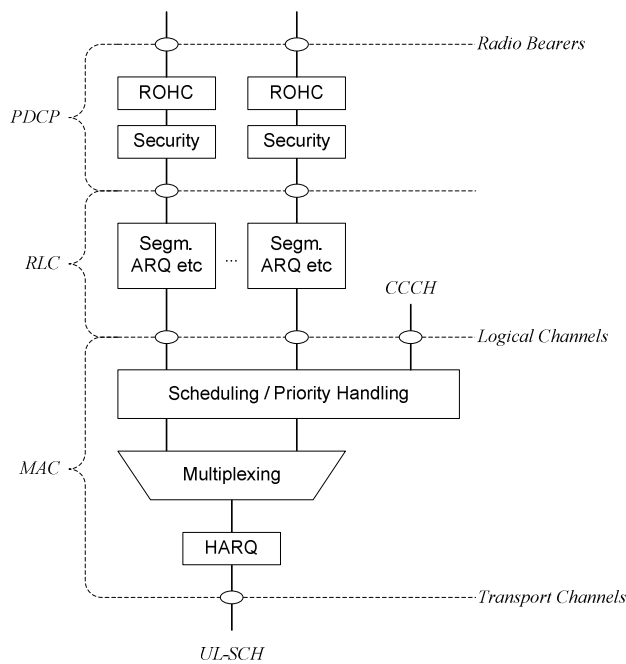 Radio Bearers
ROHC
ROHC
PDCP
Security
Security
Segm.
ARQ etc
...
Segm.
ARQ etc
RLC
CCCH
Logical Channels
Scheduling / Priority Handling
MAC
Multiplexing
HARQ
Transport Channels
UL-SCH